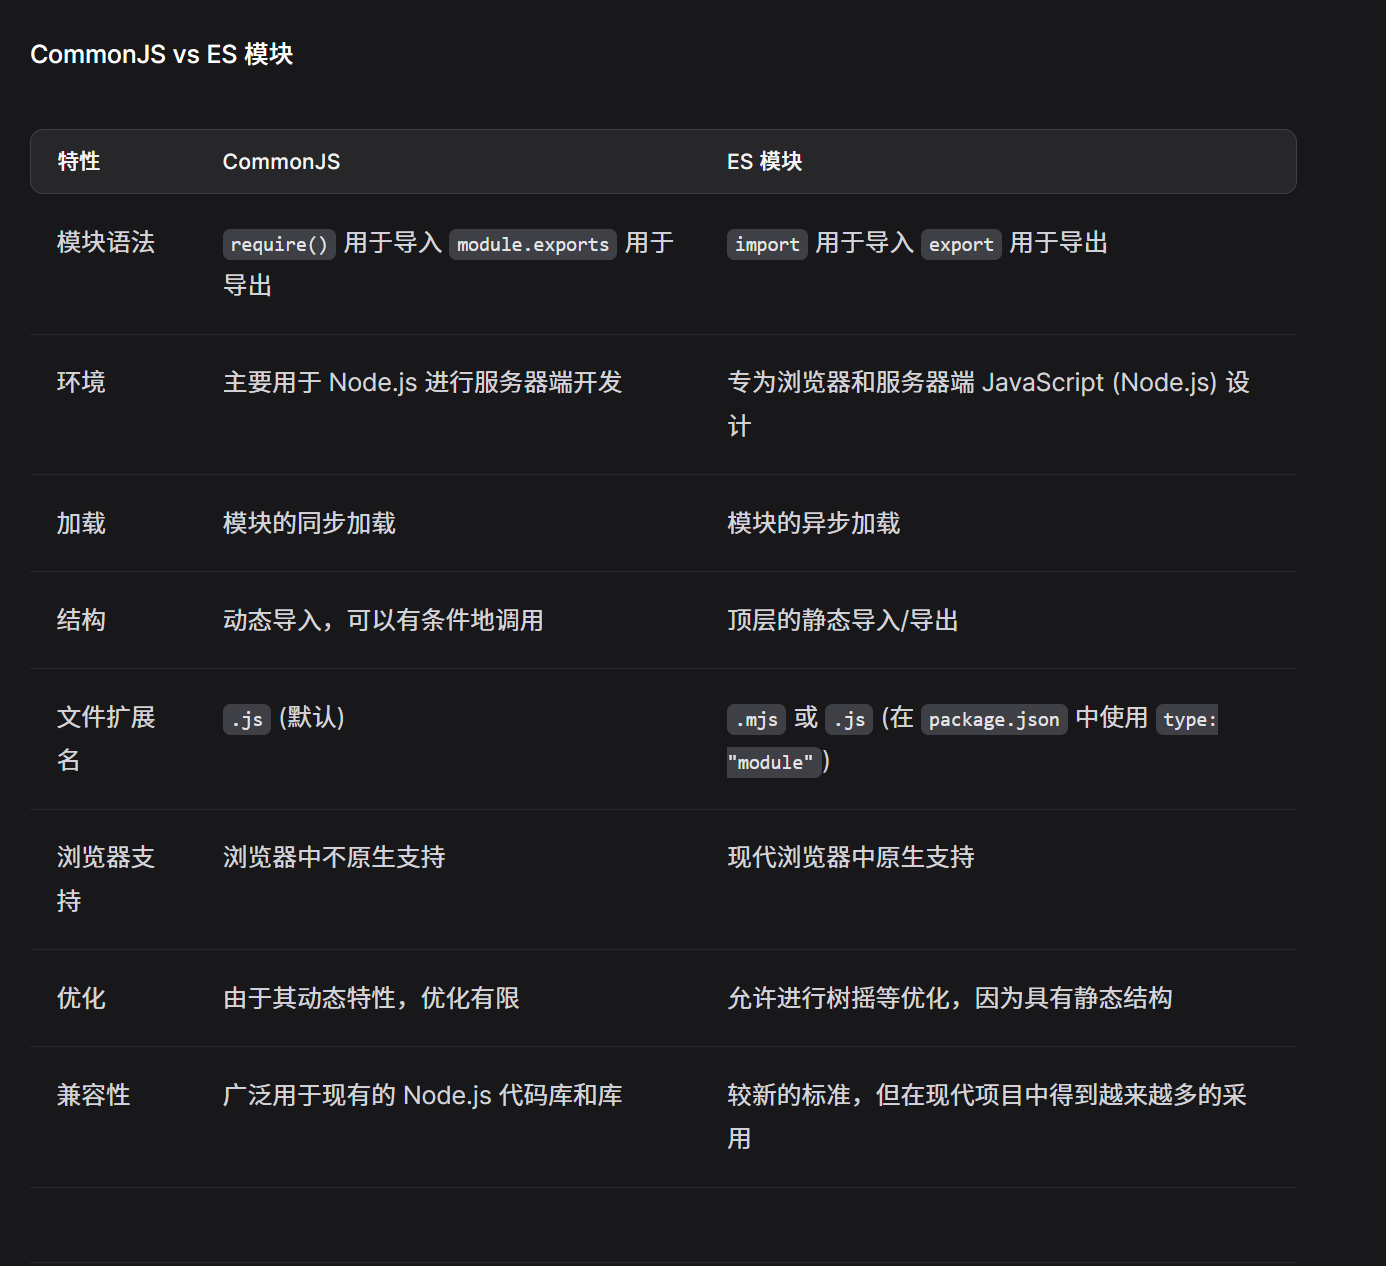 CommonJS vs ES 模块
特性 CommonJS ES 模块
模块语法 require() 用于导入 module.exports 用于 import 用于导入 export 用于导出
导出
环境 主要用于 Node.js 进行服务器端开发 专为浏览器和服务器端 JavaScript (Node.js) 设
计
加载 模块的同步加载 模块的异步加载
结构 动态导入，可以有条件地调用 顶层的静态导入/导出
文件扩展 .js (默认) .mjs 或 .js (在 package.json 中使用 type:
名 "module" )
浏览器支 浏览器中不原生支持 现代浏览器中原生支持
持
优化 由于其动态特性，优化有限 允许进行树摇等优化，因为具有静态结构
兼容性 广泛用于现有的 Node.js 代码库和库 较新的标准，但在现代项目中得到越来越多的采
用